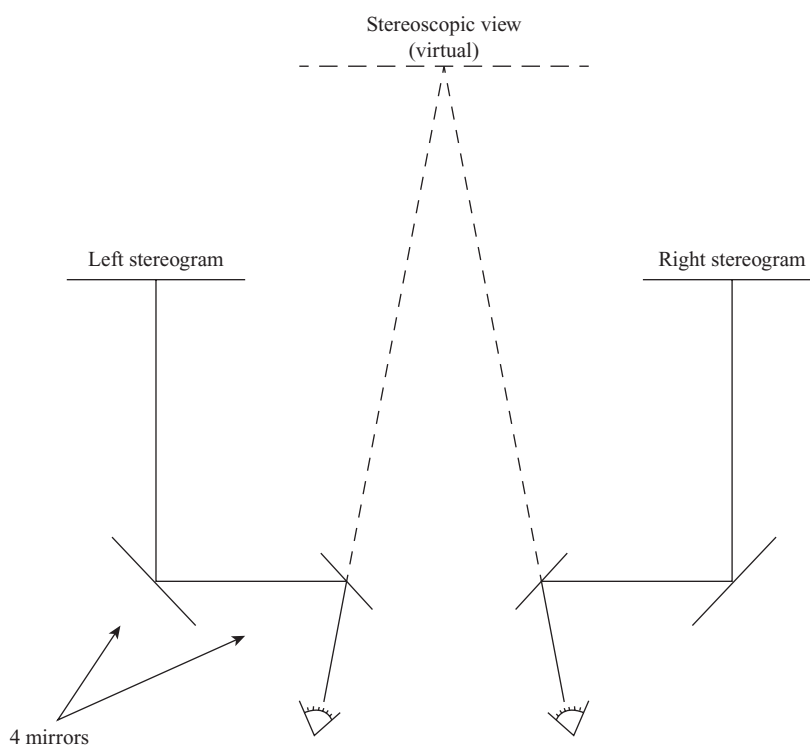 Stereoscopic view
(virtual)
Left stereogram
Right stereogram
4 mirrors